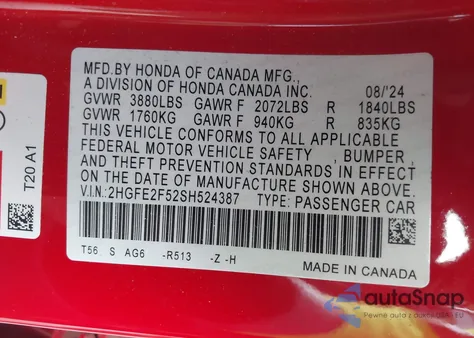 MFD.BY HONDA OF CANADA MFG.,
A DIVISION OF HONDA CANADA INC. 08/'24
GVWR 3880LBS GAWR F 2072LBS R 1840LBS
GVWR 1760KG GAWR F 940KG R 835KG
THIS VEHICLE CONFORMS TO ALL APPLICABLE
FEDERAL MOTOR VEHICLE SAFETY , BUMPER,
AND THEFT PREVENTION STANDARDS IN EFFECT
ON THE DATE OF MANUFACTURE SHOWN ABOVE.
V.I.N: 2HGFE2F52SH524387 TYPE: PASSENGER CAR
T56 S AG6 -R513 -Z -H
MADE IN CANADA
T20 A1
autoSnap
Pewne auto z